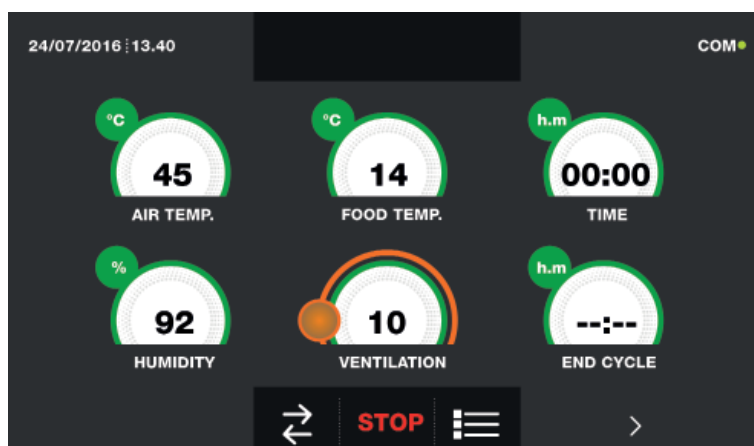 24/07/2016 13.40
COM
°C
45
AIR TEMP.
°C
14
FOOD TEMP.
h.m
00:00
TIME
%
92
HUMIDITY
10
VENTILATION
h.m
--:--
END CYCLE
STOP